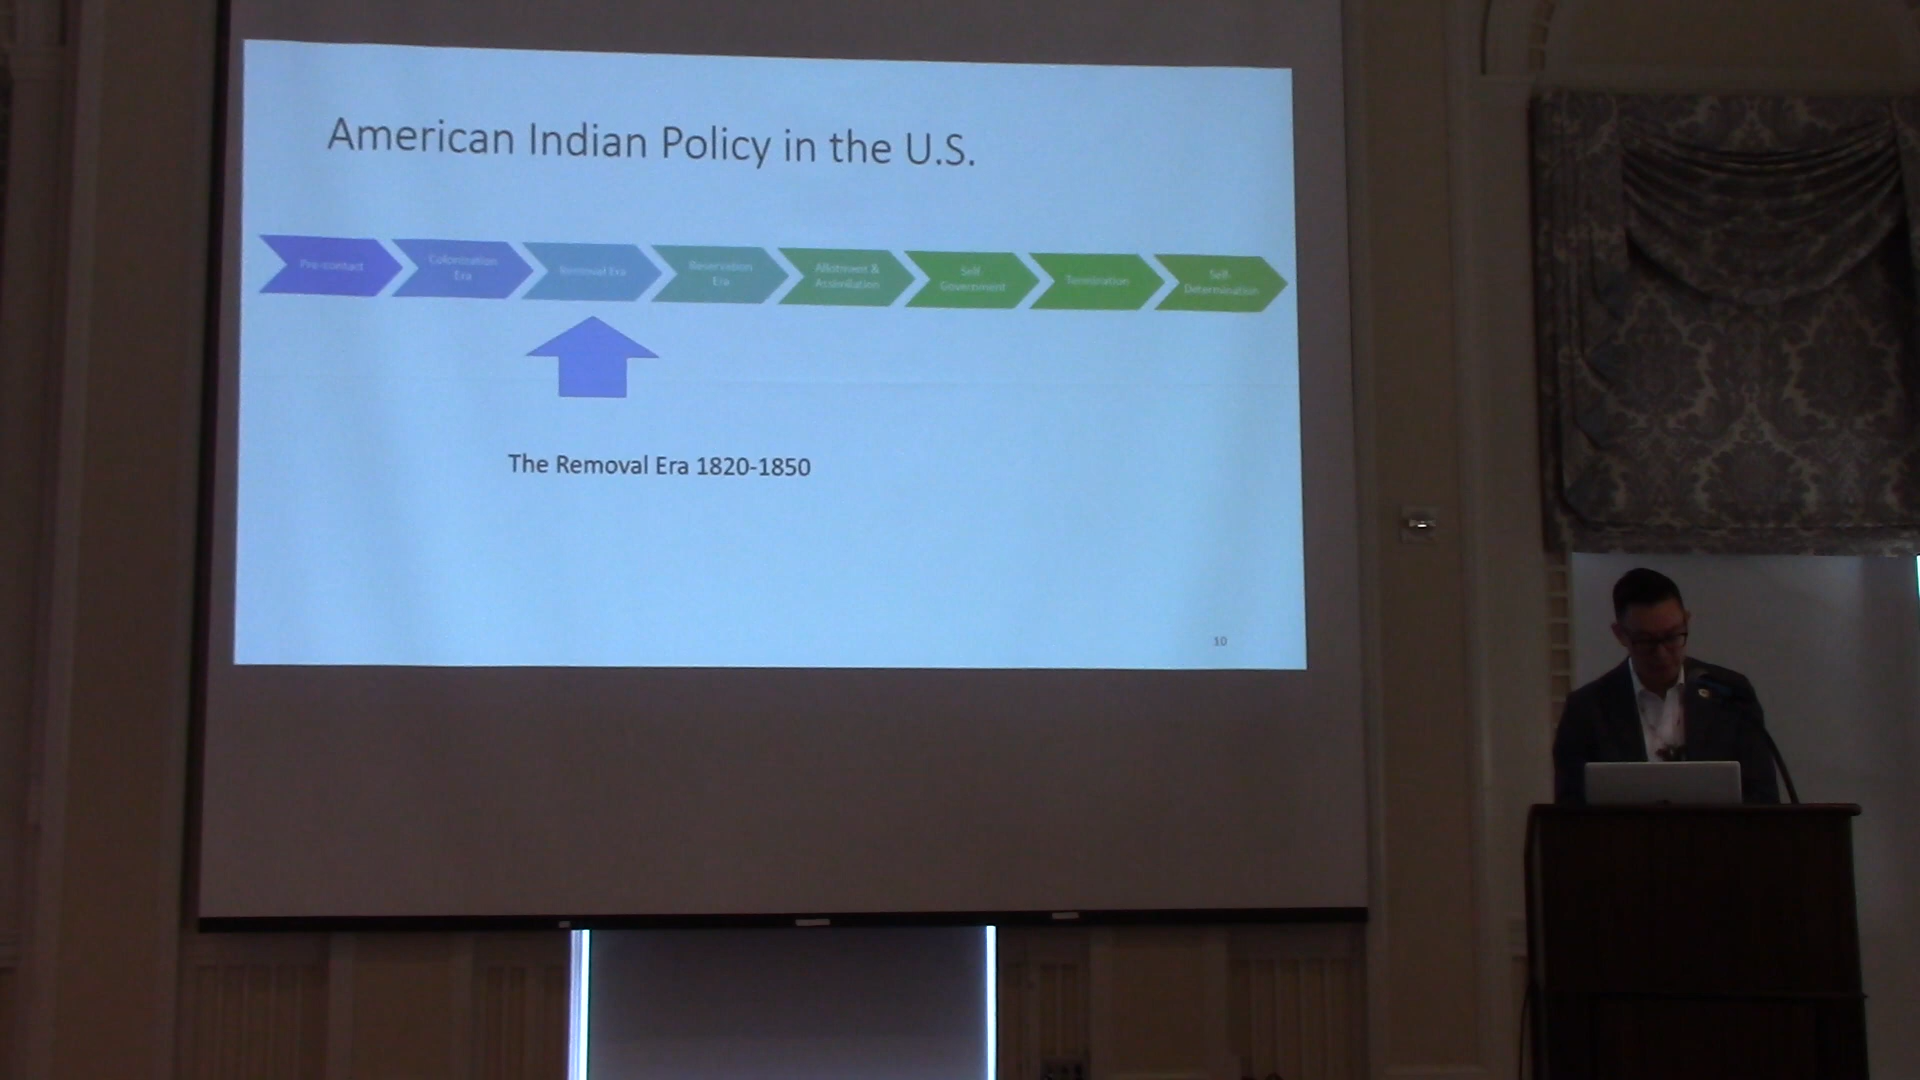 American Indian Policy in the U.S.
Pre-contact
Colonization
Era
Removal Era
Reservation
Era
Allotment &
Assimilation
Self
Government
Termination
Self-
Determination
The Removal Era 1820-1850
10